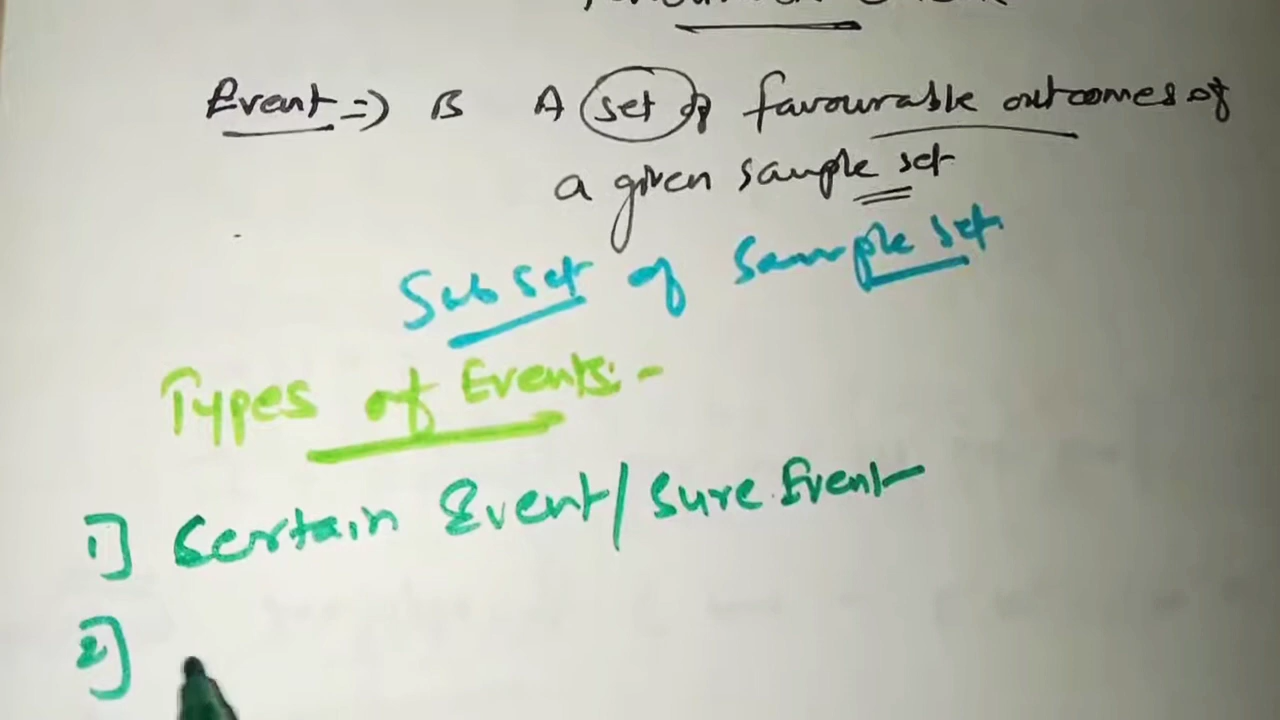 Event => is A set of favourable outcomes of
a given sample set
Subset of Sample set
Types of Events:-
1] Certain Event/Sure Event
2]